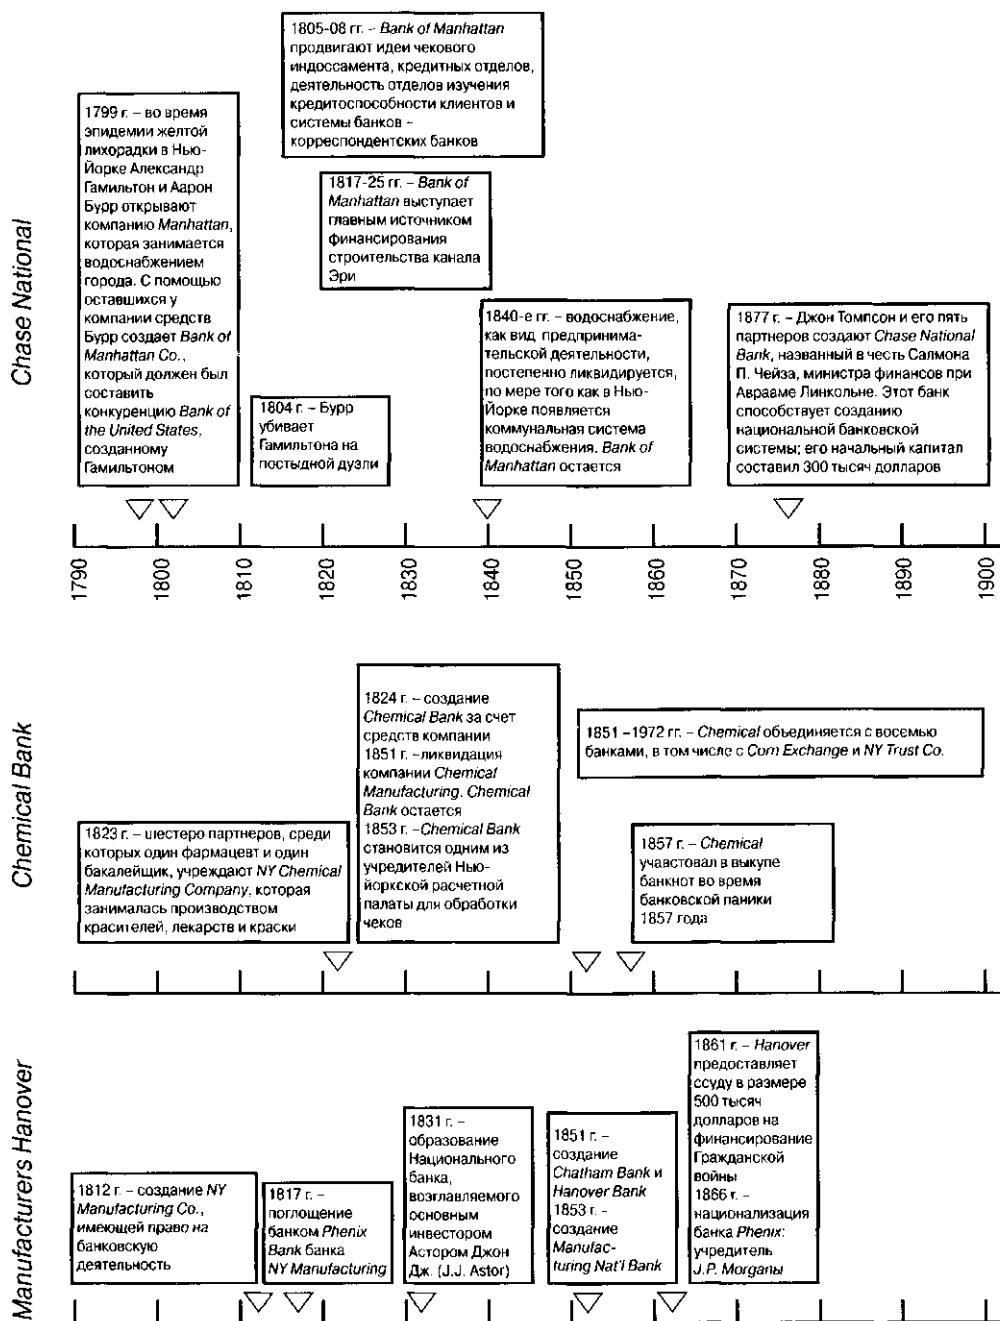 Chase National
1805-08 гг. – Bank of Manhattan
продвигают идеи чекового
индоссамента, кредитных отделов,
деятельность отделов изучения
кредитоспособности клиентов и
системы банков –
корреспондентских банков
1799 г. – во время
эпидемии желтой
лихорадки в Нью-
Йорке Александр
Гамильтон и Аарон
Бурр открывают
компанию Manhattan,
которая занимается
водоснабжением
города. С помощью
оставшихся у
компании средств
Бурр создает Bank of
Manhattan Co.,
который должен был
составить
конкуренцию Bank of
the United States,
созданному
Гамильтоном
1817-25 гг. – Bank of
Manhattan выступает
главным источником
финансирования
строительства канала
Эри
1804 г. – Бурр
убивает
Гамильтона на
постыдной дуэли
1840-е гг. – водоснабжение,
как вид предпринима-
тельской деятельности,
постепенно ликвидируется,
по мере того как в Нью-
Йорке появляется
коммунальная система
водоснабжения. Bank of
Manhattan остается
1877 г. – Джон Томпсон и его пять
партнеров создают Chase National
Bank, названный в честь Салмона
П. Чейза, министра финансов при
Аврааме Линкольне. Этот банк
способствует созданию
национальной банковской
системы; его начальный капитал
составил 300 тысяч долларов
1790
1800
1810
1820
1830
1840
1850
1860
1870
1880
1890
1900
Chemical Bank
1823 г. – шестеро партнеров, среди
которых один фармацевт и один
бакалейщик, учреждают NY Chemical
Manufacturing Company, которая
занималась производством
красителей, лекарств и краски
1824 г. – создание
Chemical Bank за счет
средств компании
1851 г. –ликвидация
компании Chemical
Manufacturing. Chemical
Bank остается
1853 г. –Chemical Bank
становится одним из
учредителей Нью-
йоркской расчетной
палаты для обработки
чеков
1851 –1972 гг. – Chemical объединяется с восемью
банками, в том числе с Corn Exchange и NY Trust Co.
1857 г. – Chemical
учавстовал в выкупе
банкнот во время
банковской паники
1857 года
Manufacturers Hanover
1812 г. – создание NY
Manufacturing Co.,
имеющей право на
банковскую
деятельность
1817 г. –
поглощение
банком Phenix
Bank банка
NY Manufacturing
1831 г. –
образование
Национального
банка,
возглавляемого
основным
инвестором
Астором Джон
Дж. (J.J. Astor)
1851 г. –
создание
Chatham Bank и
Hanover Bank
1853 г. –
создание
Manufac-
turing Nat'l Bank
1861 г. – Hanover
предоставляет
ссуду в размере
500 тысяч
долларов на
финансирование
Гражданской
войны
1866 г. –
национализация
банка Phenix:
учредитель
J.P. Morganы